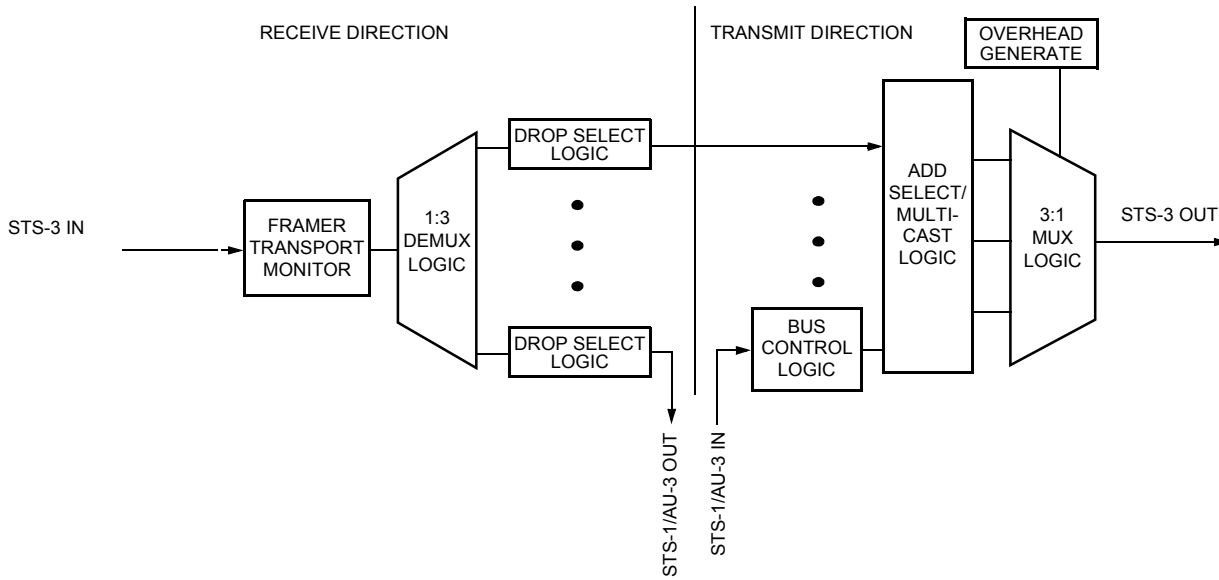 RECEIVE DIRECTION
TRANSMIT DIRECTION
OVERHEAD
GENERATE
DROP SELECT
LOGIC
STS-3 IN
FRAMER
TRANSPORT
MONITOR
1:3
DEMUX
LOGIC
ADD
SELECT/
MULTI-
CAST
LOGIC
3:1
MUX
LOGIC
STS-3 OUT
DROP SELECT
LOGIC
BUS
CONTROL
LOGIC
STS-1/AU-3 OUT
STS-1/AU-3 IN